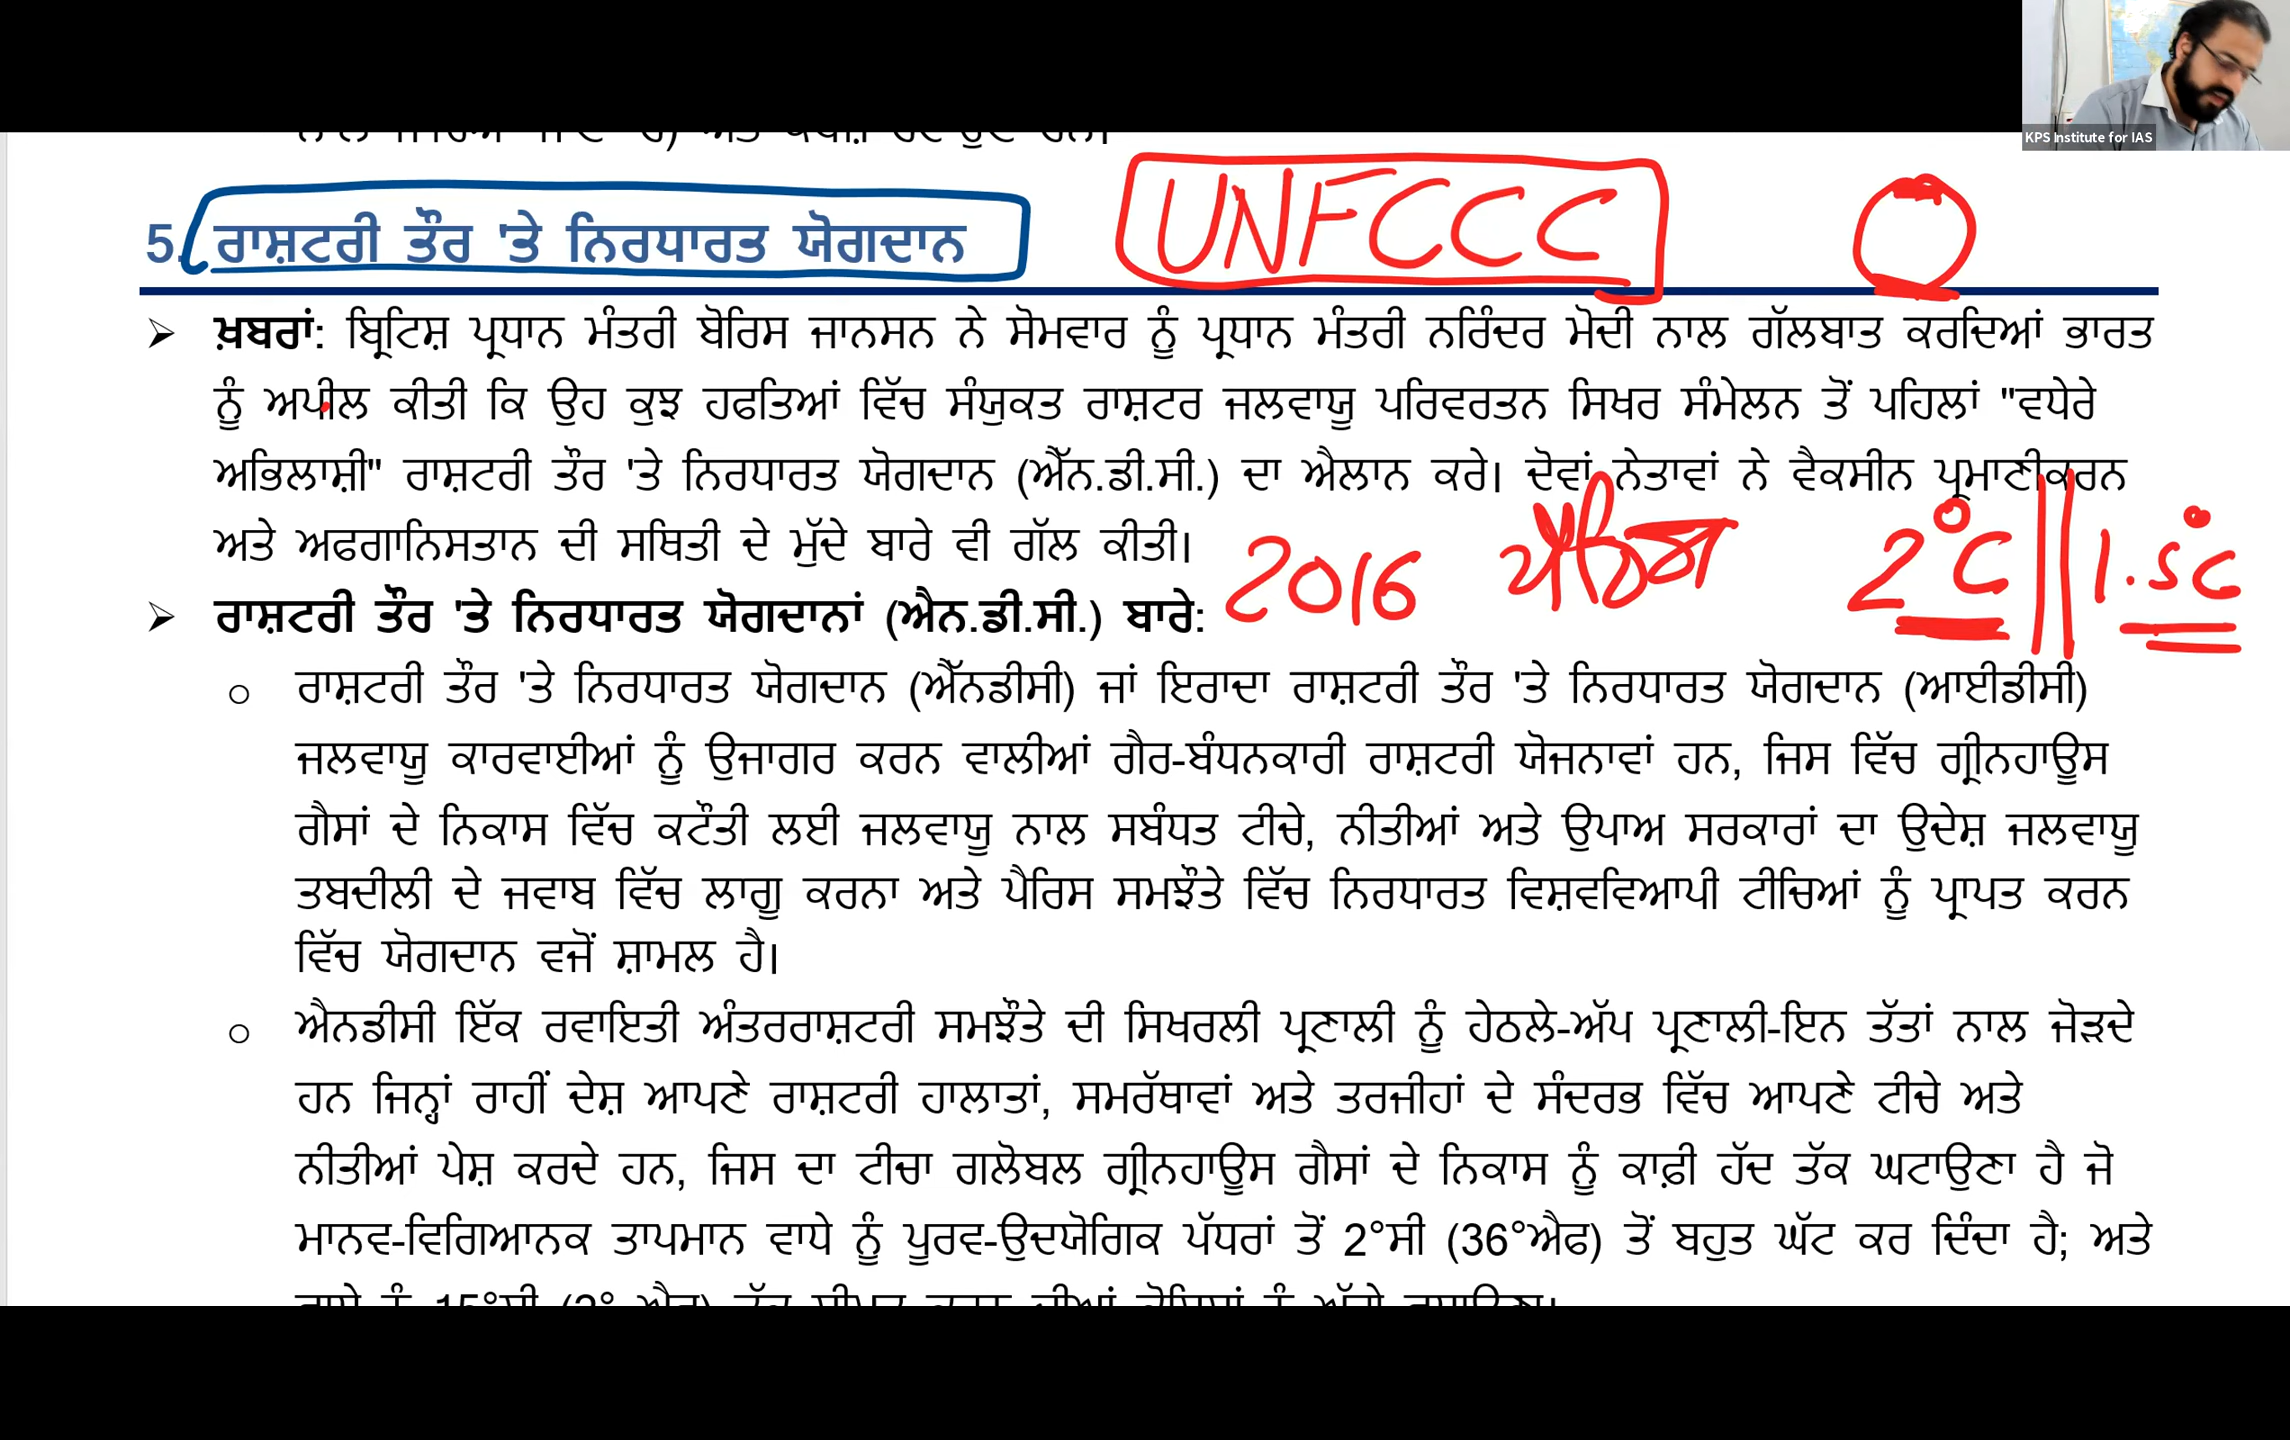 KPS Institute for IAS
UNFCCC
5. ਰਾਸ਼ਟਰੀ ਤੌਰ 'ਤੇ ਨਿਰਧਾਰਤ ਯੋਗਦਾਨ
➢ ਖ਼ਬਰਾਂ: ਬ੍ਰਿਟਿਸ਼ ਪ੍ਰਧਾਨ ਮੰਤਰੀ ਬੋਰਿਸ ਜਾਨਸਨ ਨੇ ਸੋਮਵਾਰ ਨੂੰ ਪ੍ਰਧਾਨ ਮੰਤਰੀ ਨਰਿੰਦਰ ਮੋਦੀ ਨਾਲ ਗੱਲਬਾਤ ਕਰਦਿਆਂ ਭਾਰਤ
ਨੂੰ ਅਪੀਲ ਕੀਤੀ ਕਿ ਉਹ ਕੁਝ ਹਫਤਿਆਂ ਵਿੱਚ ਸੰਯੁਕਤ ਰਾਸ਼ਟਰ ਜਲਵਾਯੂ ਪਰਿਵਰਤਨ ਸਿਖਰ ਸੰਮੇਲਨ ਤੋਂ ਪਹਿਲਾਂ "ਵਧੇਰੇ
ਅਭਿਲਾਸ਼ੀ" ਰਾਸ਼ਟਰੀ ਤੌਰ 'ਤੇ ਨਿਰਧਾਰਤ ਯੋਗਦਾਨ (ਐੱਨ.ਡੀ.ਸੀ.) ਦਾ ਐਲਾਨ ਕਰੇ। ਦੋਵਾਂ ਨੇਤਾਵਾਂ ਨੇ ਵੈਕਸੀਨ ਪ੍ਰਮਾਣੀਕਰਨ
ਅਤੇ ਅਫਗਾਨਿਸਤਾਨ ਦੀ ਸਥਿਤੀ ਦੇ ਮੁੱਦੇ ਬਾਰੇ ਵੀ ਗੱਲ ਕੀਤੀ।
2016 2°C 1.5°C
➢ ਰਾਸ਼ਟਰੀ ਤੌਰ 'ਤੇ ਨਿਰਧਾਰਤ ਯੋਗਦਾਨਾਂ (ਐਨ.ਡੀ.ਸੀ.) ਬਾਰੇ:
○ ਰਾਸ਼ਟਰੀ ਤੌਰ 'ਤੇ ਨਿਰਧਾਰਤ ਯੋਗਦਾਨ (ਐੱਨਡੀਸੀ) ਜਾਂ ਇਰਾਦਾ ਰਾਸ਼ਟਰੀ ਤੌਰ 'ਤੇ ਨਿਰਧਾਰਤ ਯੋਗਦਾਨ (ਆਈਡੀਸੀ)
ਜਲਵਾਯੂ ਕਾਰਵਾਈਆਂ ਨੂੰ ਉਜਾਗਰ ਕਰਨ ਵਾਲੀਆਂ ਗੈਰ-ਬੰਧਨਕਾਰੀ ਰਾਸ਼ਟਰੀ ਯੋਜਨਾਵਾਂ ਹਨ, ਜਿਸ ਵਿੱਚ ਗ੍ਰੀਨਹਾਊਸ
ਗੈਸਾਂ ਦੇ ਨਿਕਾਸ ਵਿੱਚ ਕਟੌਤੀ ਲਈ ਜਲਵਾਯੂ ਨਾਲ ਸਬੰਧਤ ਟੀਚੇ, ਨੀਤੀਆਂ ਅਤੇ ਉਪਾਅ ਸਰਕਾਰਾਂ ਦਾ ਉਦੇਸ਼ ਜਲਵਾਯੂ
ਤਬਦੀਲੀ ਦੇ ਜਵਾਬ ਵਿੱਚ ਲਾਗੂ ਕਰਨਾ ਅਤੇ ਪੈਰਿਸ ਸਮਝੌਤੇ ਵਿੱਚ ਨਿਰਧਾਰਤ ਵਿਸ਼ਵਵਿਆਪੀ ਟੀਚਿਆਂ ਨੂੰ ਪ੍ਰਾਪਤ ਕਰਨ
ਵਿੱਚ ਯੋਗਦਾਨ ਵਜੋਂ ਸ਼ਾਮਲ ਹੈ।
○ ਐਨਡੀਸੀ ਇੱਕ ਰਵਾਇਤੀ ਅੰਤਰਰਾਸ਼ਟਰੀ ਸਮਝੌਤੇ ਦੀ ਸਿਖਰਲੀ ਪ੍ਰਣਾਲੀ ਨੂੰ ਹੇਠਲੇ-ਅੱਪ ਪ੍ਰਣਾਲੀ-ਇਨ ਤੱਤਾਂ ਨਾਲ ਜੋੜਦੇ
ਹਨ ਜਿਨ੍ਹਾਂ ਰਾਹੀਂ ਦੇਸ਼ ਆਪਣੇ ਰਾਸ਼ਟਰੀ ਹਾਲਾਤਾਂ, ਸਮਰੱਥਾਵਾਂ ਅਤੇ ਤਰਜੀਹਾਂ ਦੇ ਸੰਦਰਭ ਵਿੱਚ ਆਪਣੇ ਟੀਚੇ ਅਤੇ
ਨੀਤੀਆਂ ਪੇਸ਼ ਕਰਦੇ ਹਨ, ਜਿਸ ਦਾ ਟੀਚਾ ਗਲੋਬਲ ਗ੍ਰੀਨਹਾਊਸ ਗੈਸਾਂ ਦੇ ਨਿਕਾਸ ਨੂੰ ਕਾਫ਼ੀ ਹੱਦ ਤੱਕ ਘਟਾਉਣਾ ਹੈ ਜੋ
ਮਾਨਵ-ਵਿਗਿਆਨਕ ਤਾਪਮਾਨ ਵਾਧੇ ਨੂੰ ਪੂਰਵ-ਉਦਯੋਗਿਕ ਪੱਧਰਾਂ ਤੋਂ 2°ਸੀ (36°ਐਫ) ਤੋਂ ਬਹੁਤ ਘੱਟ ਕਰ ਦਿੰਦਾ ਹੈ; ਅਤੇ